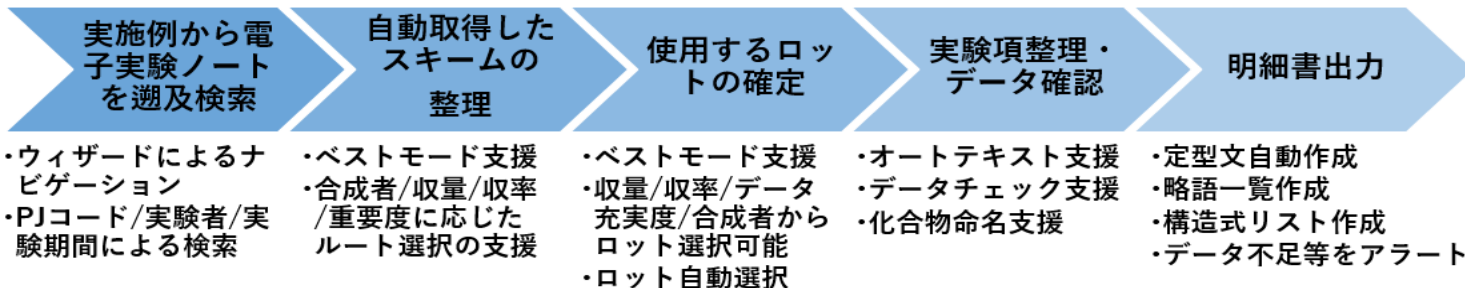 実施例から電
子実験ノート
を遡及検索
・ウィザードによるナ
ビゲーション
・PJコード/実験者/実
験期間による検索
自動取得した
スキームの
整理
・ベストモード支援
・合成者/収量/収率
/重要度に応じた
ルート選択の支援
使用するロッ
トの確定
・ベストモード支援
・収量/収率/データ
充実度/合成者から
ロット選択可能
・ロット自動選択
実験項整理・
データ確認
・オートテキスト支援
・データチェック支援
・化合物命名支援
明細書出力
・定型文自動作成
・略語一覧作成
・構造式リスト作成
・データ不足等をアラート